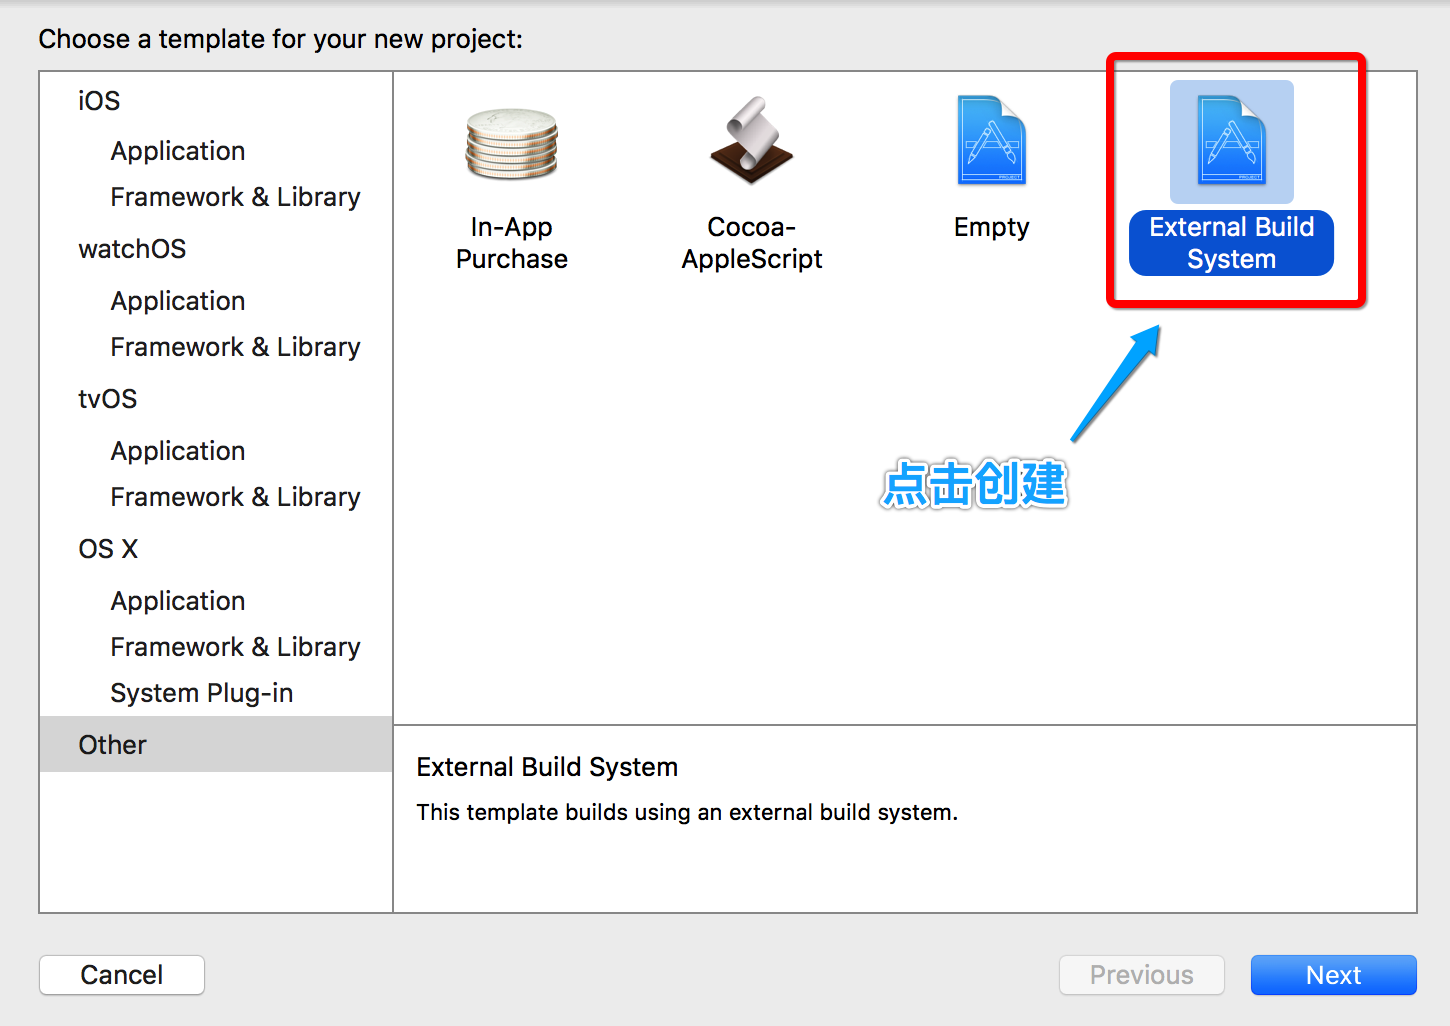 Choose a template for your new project:
iOS
Application
Framework & Library
watchOS
Application
Framework & Library
tvOS
Application
Framework & Library
OS X
Application
Framework & Library
System Plug-in
Other
In-App
Purchase
Cocoa-
AppleScript
Empty
External Build
System
点击创建
External Build System
This template builds using an external build system.
Cancel
Previous
Next